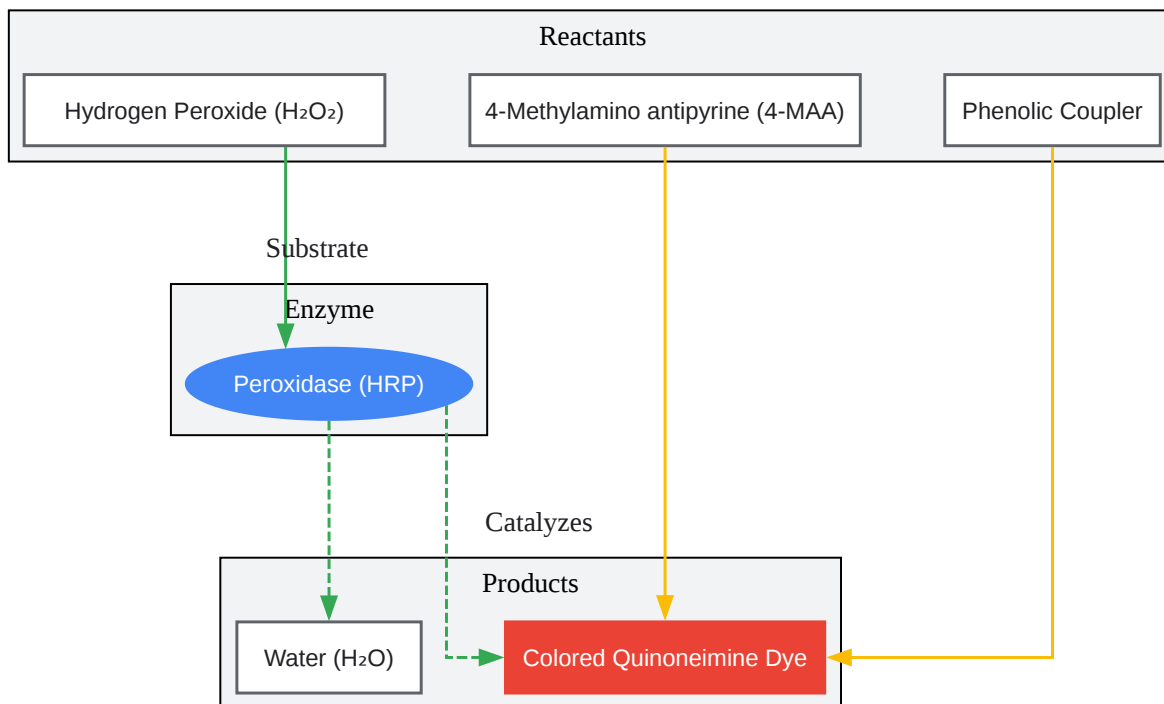 Reactants
Hydrogen Peroxide (H₂O₂)
4-Methylamino antipyrine (4-MAA)
Phenolic Coupler
Substrate
Enzyme
Peroxidase (HRP)
Catalyzes
Products
Water (H₂O)
Colored Quinoneimine Dye